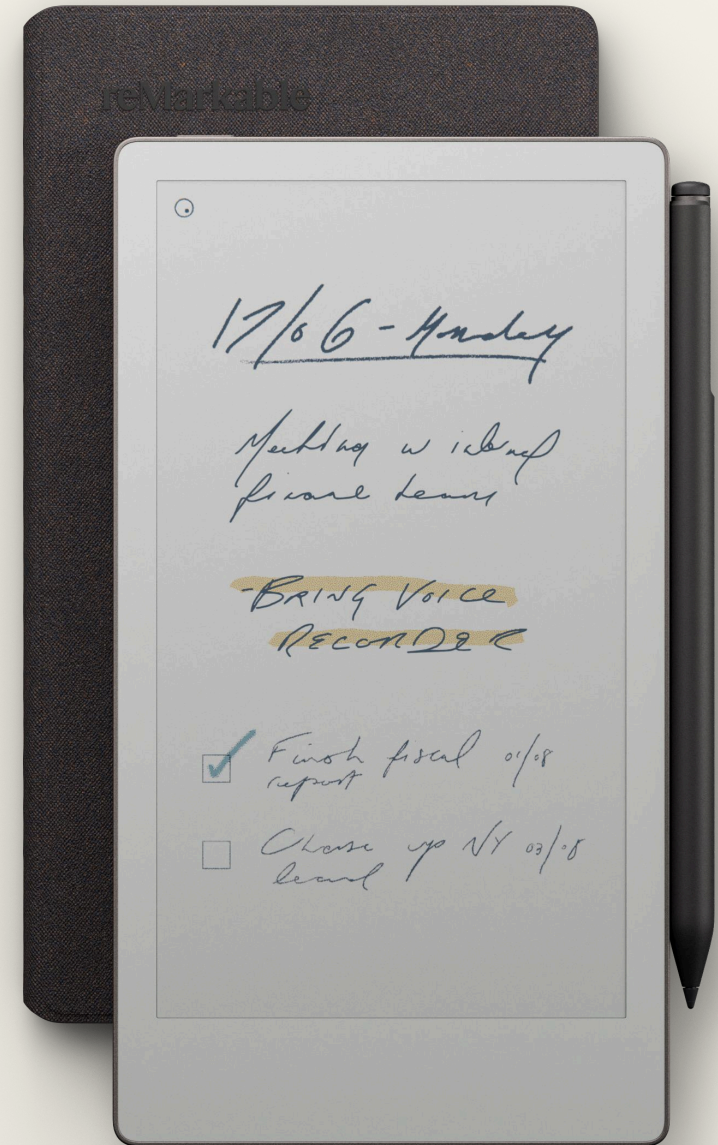 reMarkable
17/06 - Monday
Meeting w internal
finance team
-BRING VOICE
RECORDER
Finish fiscal 01/08
report
Chase up NY 03/08